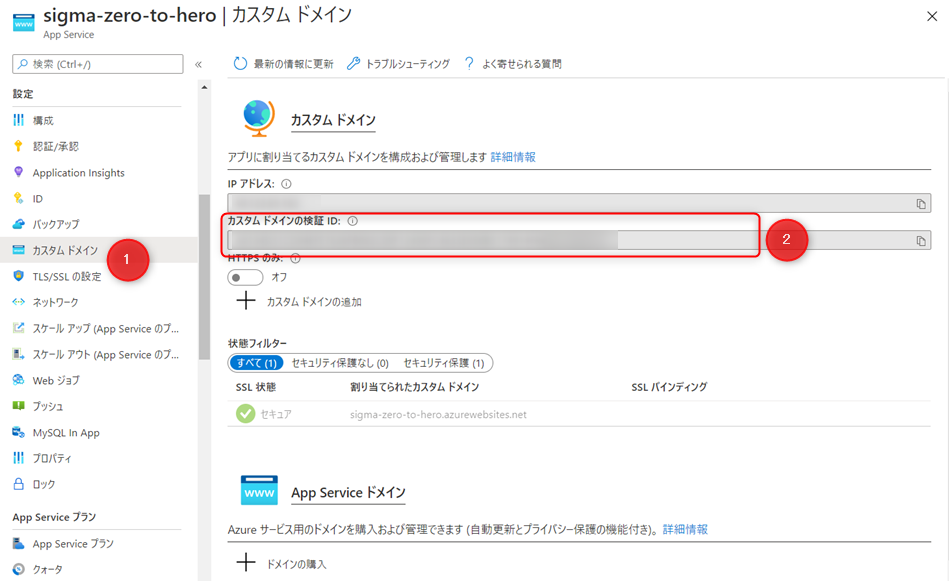 sigma-zero-to-hero | カスタム ドメイン
App Service
検索 (Ctrl+/)
設定
構成
認証/承認
Application Insights
ID
バックアップ
カスタム ドメイン
1
TLS/SSL の設定
ネットワーク
スケール アップ (App Service のプ...
スケール アウト (App Service のプ...
Web ジョブ
プッシュ
MySQL In App
プロパティ
ロック
App Service プラン
App Service プラン
クォータ
最新の情報に更新 トラブルシューティング よく寄せられる質問
カスタム ドメイン
アプリに割り当てるカスタム ドメインを構成および管理します 詳細情報
IP アドレス:
カスタム ドメインの検証 ID:
2
HTTPS のみ:
オフ
カスタム ドメインの追加
状態フィルター
すべて (1) セキュリティ保護なし (0) セキュリティ保護 (1)
SSL 状態 割り当てられたカスタム ドメイン SSL バインディング
セキュア sigma-zero-to-hero.azurewebsites.net
www
App Service ドメイン
Azure サービス用のドメインを購入および管理できます (自動更新とプライバシー保護の機能付き)。 詳細情報
ドメインの購入